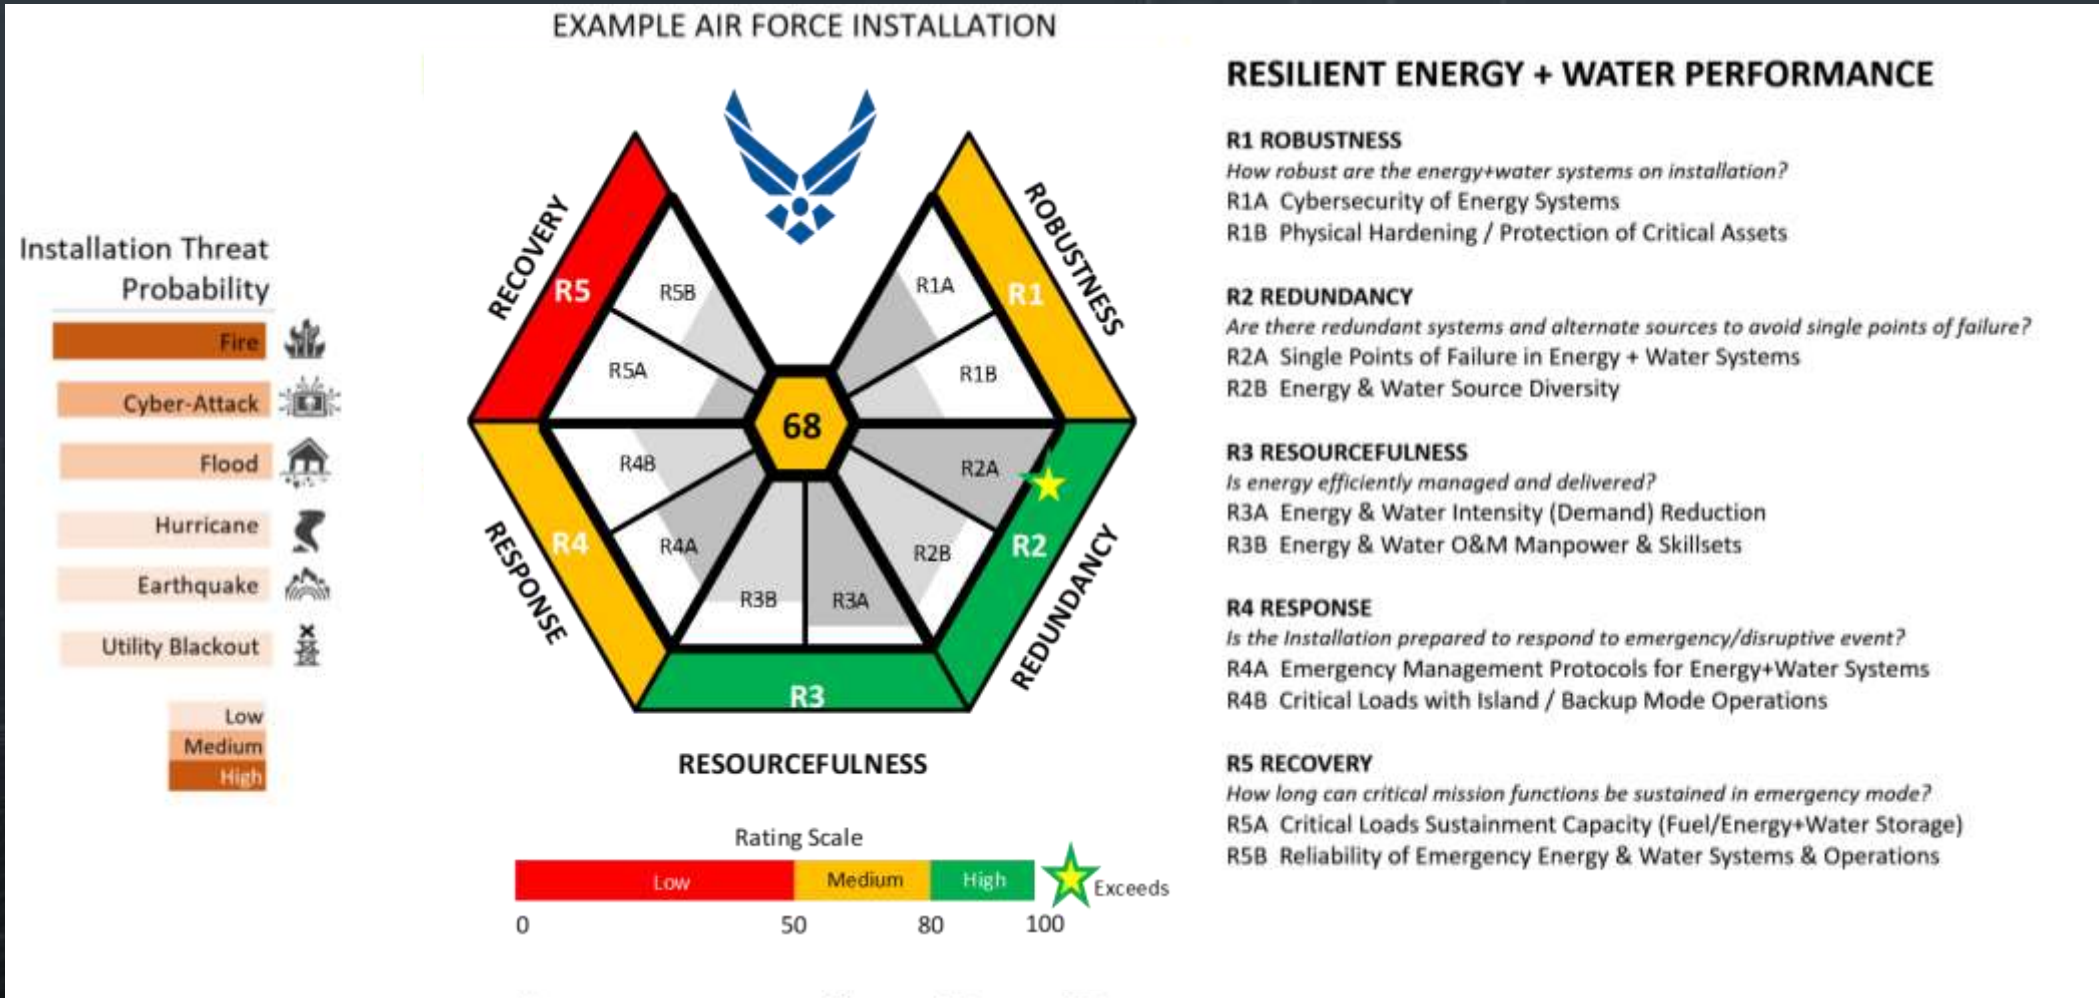 EXAMPLE AIR FORCE INSTALLATION
Installation Threat
Probability
Fire
Cyber-Attack
Flood
Hurricane
Earthquake
Utility Blackout
Low
Medium
High
RECOVERY
ROBUSTNESS
RESPONSE
REDUNDANCY
RESOURCEFULNESS
R5
R1
R5B
R1A
R5A
R1B
68
R4B
R2A
R4
R4A
R2B
R2
R3B
R3A
R3
Rating Scale
Low
Medium
High
Exceeds
0
50
80
100
RESILIENT ENERGY + WATER PERFORMANCE
R1 ROBUSTNESS
How robust are the energy+water systems on installation?
R1A Cybersecurity of Energy Systems
R1B Physical Hardening / Protection of Critical Assets
R2 REDUNDANCY
Are there redundant systems and alternate sources to avoid single points of failure?
R2A Single Points of Failure in Energy + Water Systems
R2B Energy & Water Source Diversity
R3 RESOURCEFULNESS
Is energy efficiently managed and delivered?
R3A Energy & Water Intensity (Demand) Reduction
R3B Energy & Water O&M Manpower & Skillsets
R4 RESPONSE
Is the Installation prepared to respond to emergency/disruptive event?
R4A Emergency Management Protocols for Energy+Water Systems
R4B Critical Loads with Island / Backup Mode Operations
R5 RECOVERY
How long can critical mission functions be sustained in emergency mode?
R5A Critical Loads Sustainment Capacity (Fuel/Energy+Water Storage)
R5B Reliability of Emergency Energy & Water Systems & Operations